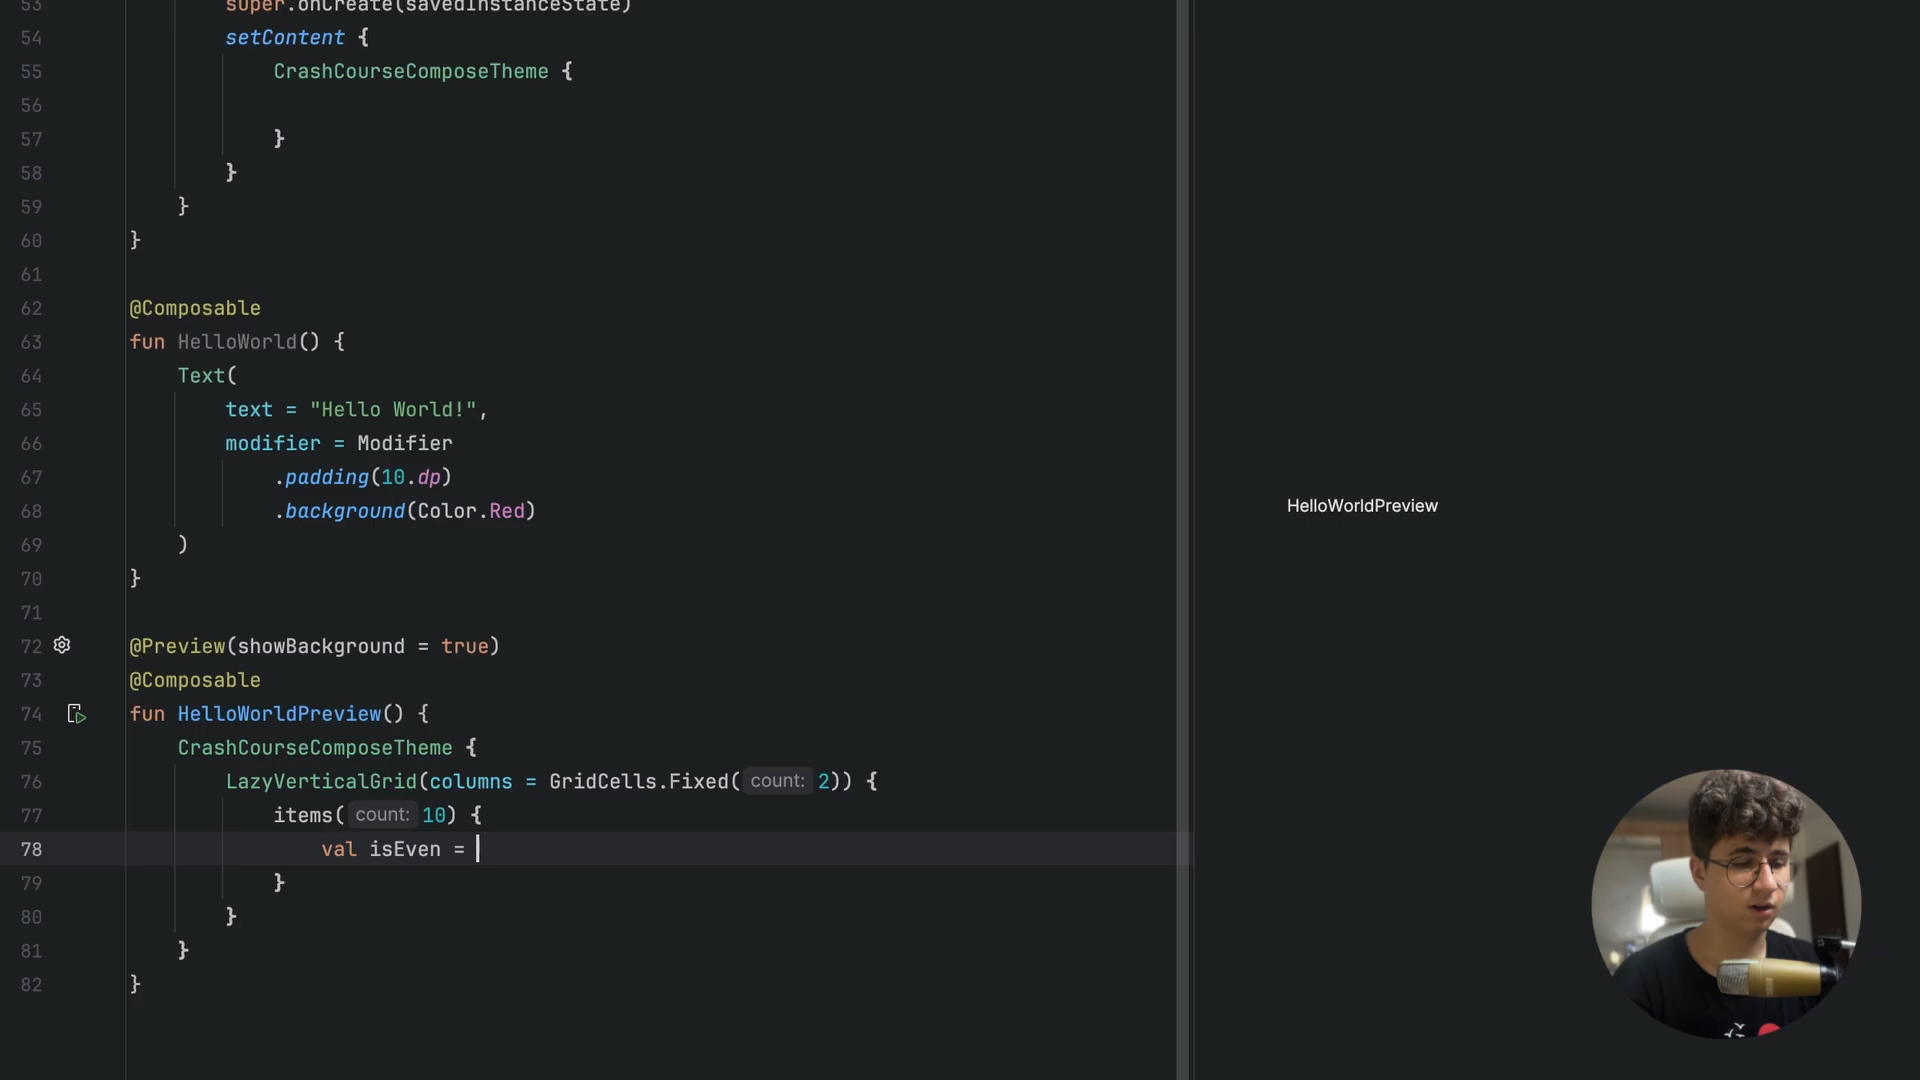 53 super.onCreate(savedInstanceState)
54 setContent {
55 CrashCourseComposeTheme {
56
57 }
58 }
59 }
60 }
61
62 @Composable
63 fun HelloWorld() {
64 Text(
65 text = "Hello World!",
66 modifier = Modifier
67 .padding(10.dp)
68 .background(Color.Red)
69 )
70 }
71
72 @Preview(showBackground = true)
73 @Composable
74 fun HelloWorldPreview() {
75 CrashCourseComposeTheme {
76 LazyVerticalGrid(columns = GridCells.Fixed( count: 2)) {
77 items( count: 10) {
78 val isEven =
79 }
80 }
81 }
82 }
HelloWorldPreview